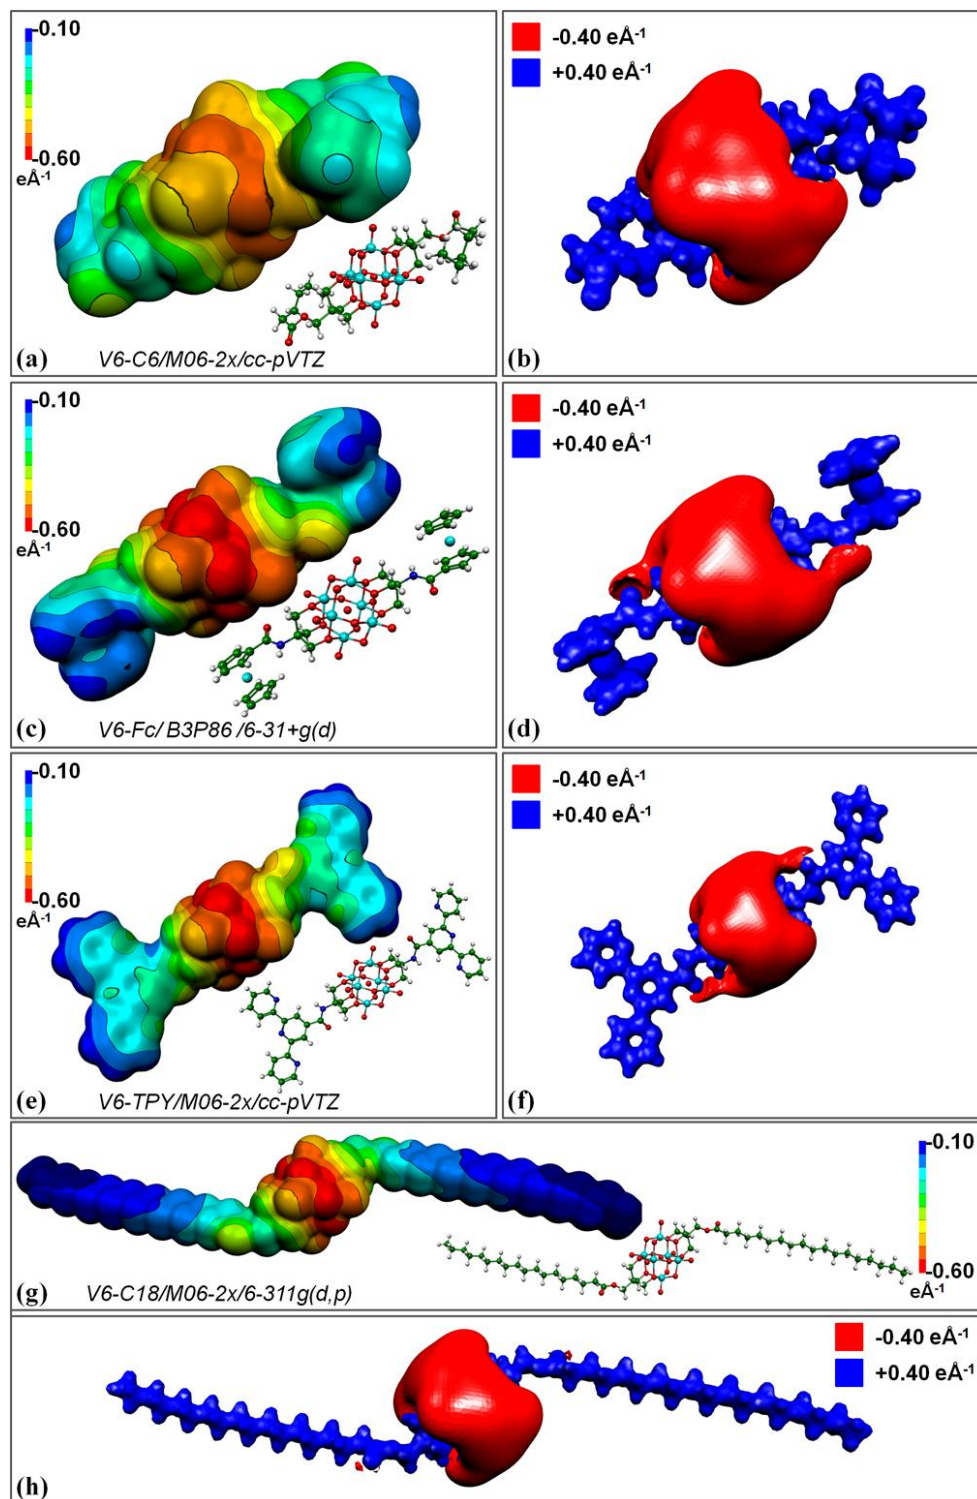 -0.10
-0.60
eÅ⁻¹
(a)
V6-C6/M06-2x/cc-pVTZ
-0.40 eÅ⁻¹
+0.40 eÅ⁻¹
(b)
-0.10
-0.60
eÅ⁻¹
(c)
V6-Fc/ B3P86 /6-31+g(d)
-0.40 eÅ⁻¹
+0.40 eÅ⁻¹
(d)
-0.10
-0.60
eÅ⁻¹
(e)
V6-TPY/M06-2x/cc-pVTZ
-0.40 eÅ⁻¹
+0.40 eÅ⁻¹
(f)
-0.10
-0.60
eÅ⁻¹
(g)
V6-C18/M06-2x/6-311g(d,p)
-0.40 eÅ⁻¹
+0.40 eÅ⁻¹
(h)